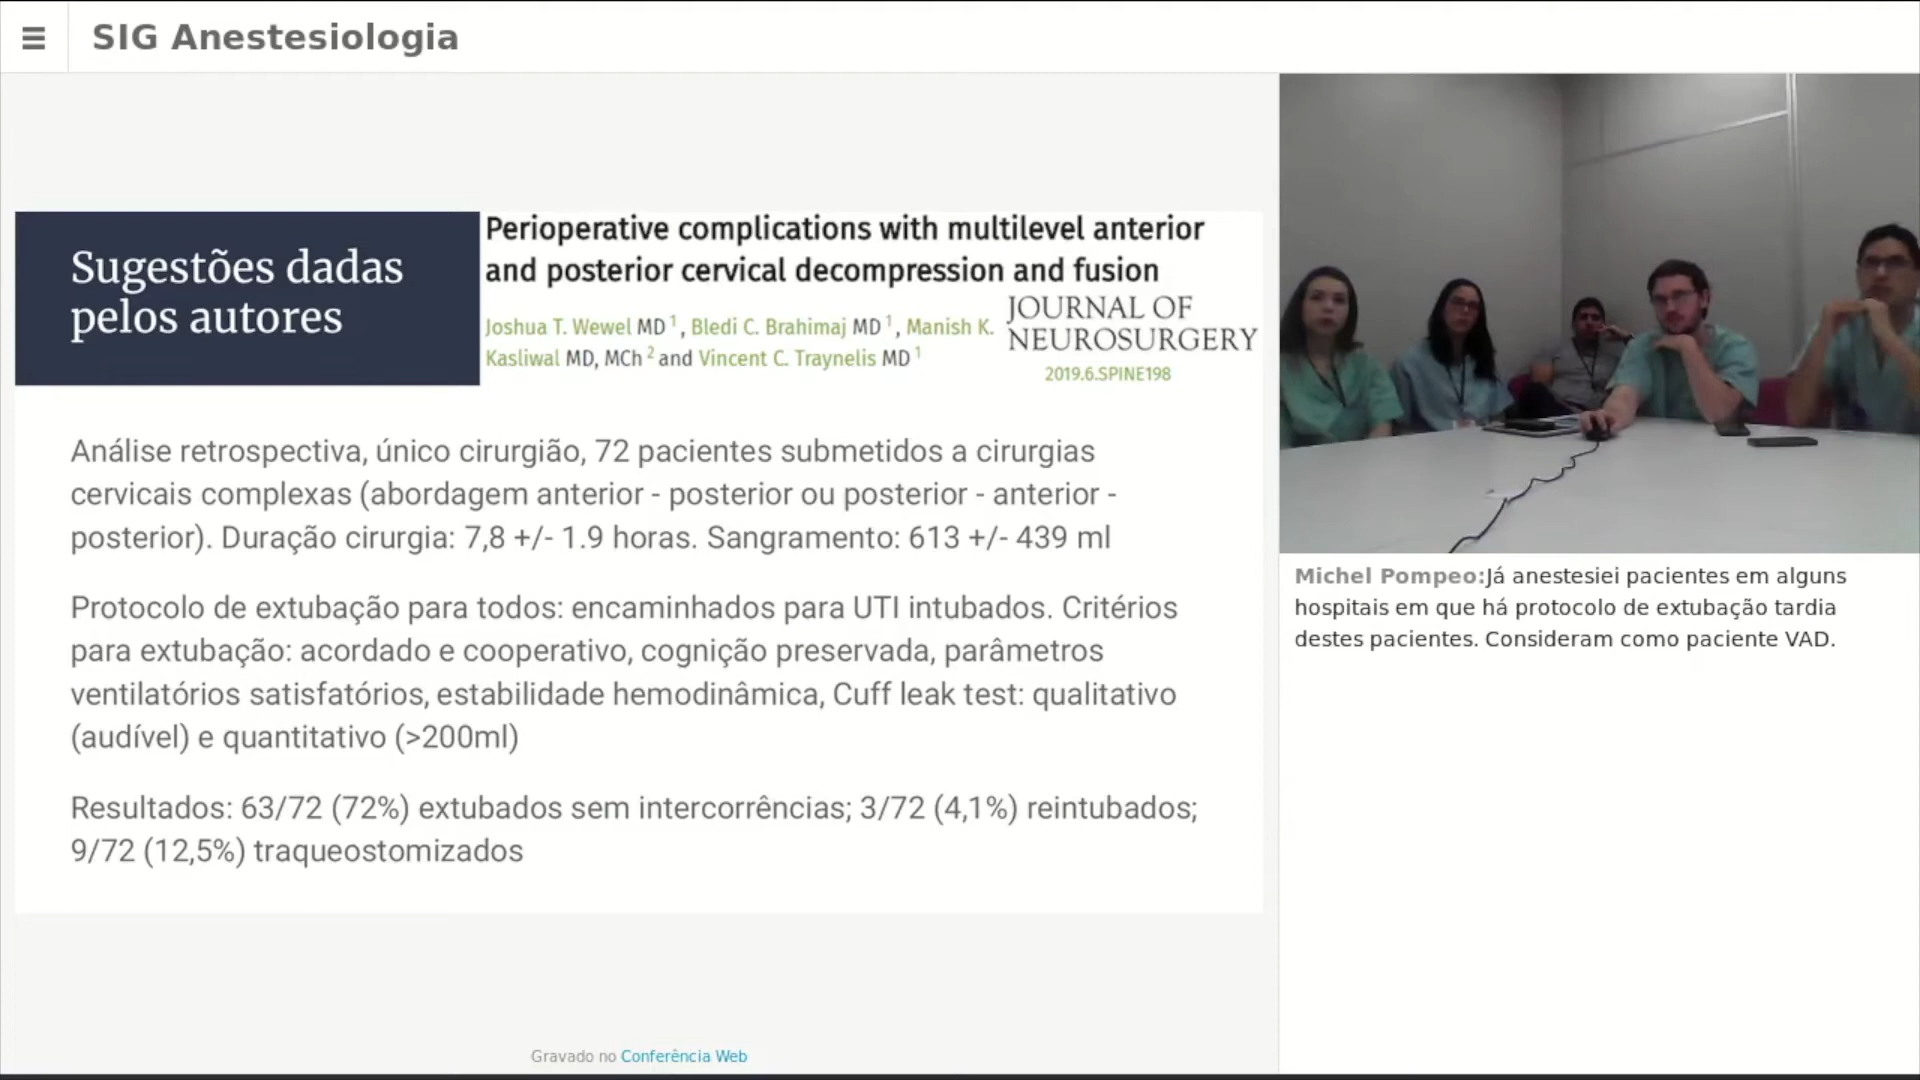 SIG Anestesiologia
Sugestões dadas
pelos autores
Perioperative complications with multilevel anterior
and posterior cervical decompression and fusion
Joshua T. Wewel MD 1, Bledi C. Brahimaj MD 1, Manish K.
Kasliwal MD, MCh 2 and Vincent C. Traynelis MD 1
JOURNAL OF
NEUROSURGERY
2019.6.SPINE198
Análise retrospectiva, único cirurgião, 72 pacientes submetidos a cirurgias
cervicais complexas (abordagem anterior - posterior ou posterior - anterior -
posterior). Duração cirurgia: 7,8 +/- 1.9 horas. Sangramento: 613 +/- 439 ml
Protocolo de extubação para todos: encaminhados para UTI intubados. Critérios
para extubação: acordado e cooperativo, cognição preservada, parâmetros
ventilatórios satisfatórios, estabilidade hemodinâmica, Cuff leak test: qualitativo
(audível) e quantitativo (>200ml)
Resultados: 63/72 (72%) extubados sem intercorrências; 3/72 (4,1%) reintubados;
9/72 (12,5%) traqueostomizados
Michel Pompeo:Já anestesiei pacientes em alguns
hospitais em que há protocolo de extubação tardia
destes pacientes. Consideram como paciente VAD.
Gravado no Conferência Web